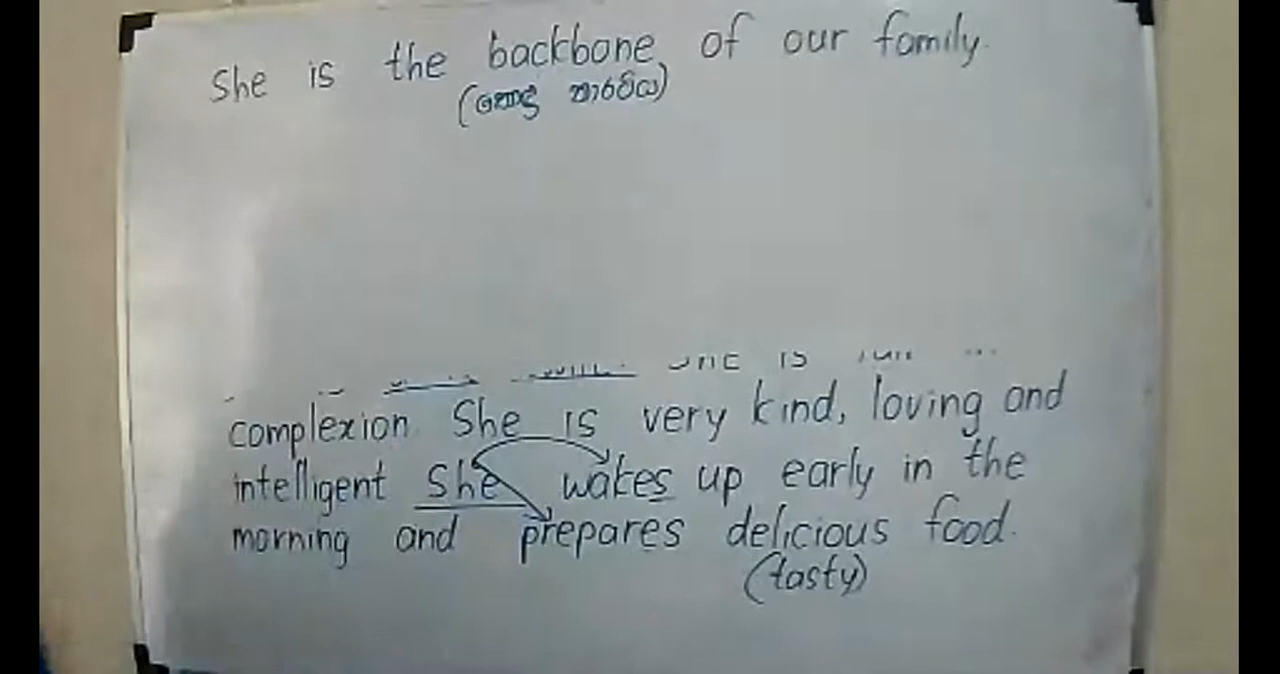 She is the backbone of our family.
(කොඳු නාරටිය)
complexion She is very kind, loving and
intelligent She wakes up early in the
morning and prepares delicious food.
(tasty)